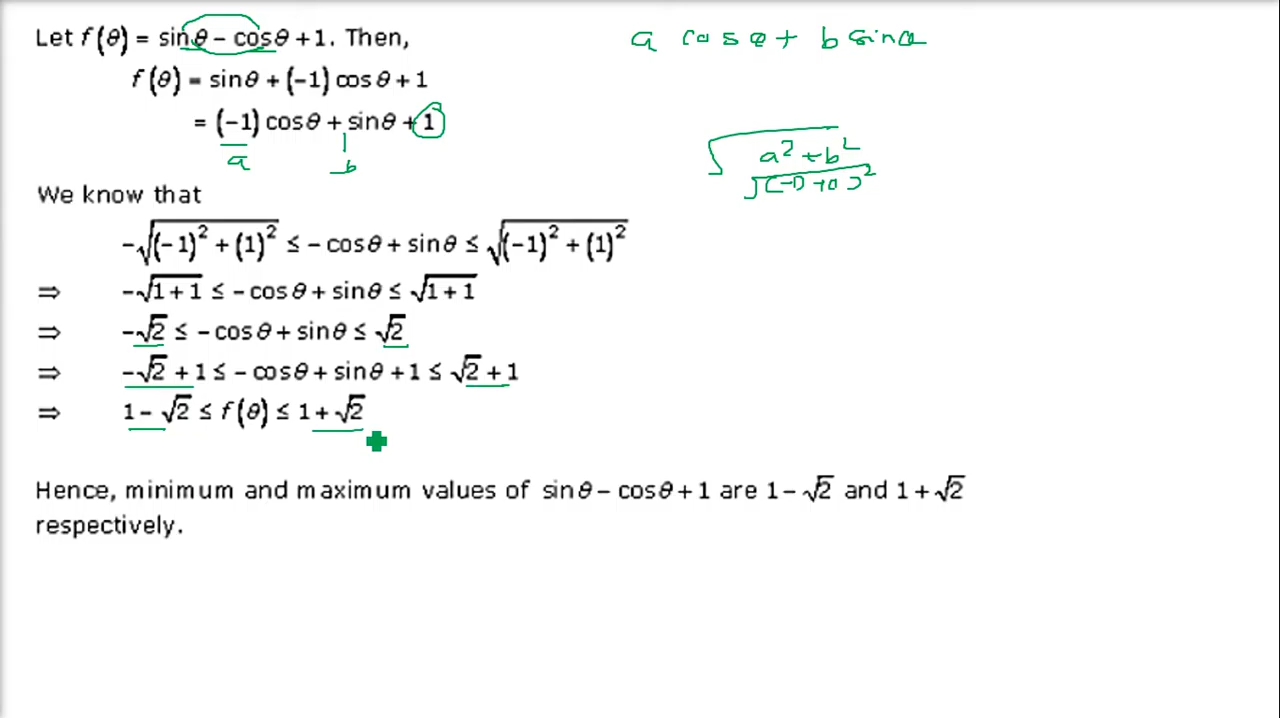 Let f(θ) = sinθ − cosθ + 1. Then,
a cosθ + b sinθ
f(θ) = sinθ + (−1) cosθ + 1
= (−1) cosθ + sinθ + 1
a b
√a² + b²
We know that
−√(−1)² + (1)² ≤ − cosθ + sinθ ≤ √(−1)² + (1)²
⇒ −√1 + 1 ≤ − cosθ + sinθ ≤ √1 + 1
⇒ −√2 ≤ − cosθ + sinθ ≤ √2
⇒ −√2 + 1 ≤ − cosθ + sinθ + 1 ≤ √2 + 1
⇒ 1 − √2 ≤ f(θ) ≤ 1 + √2
Hence, minimum and maximum values of sinθ − cosθ + 1 are 1 − √2 and 1 + √2
respectively.